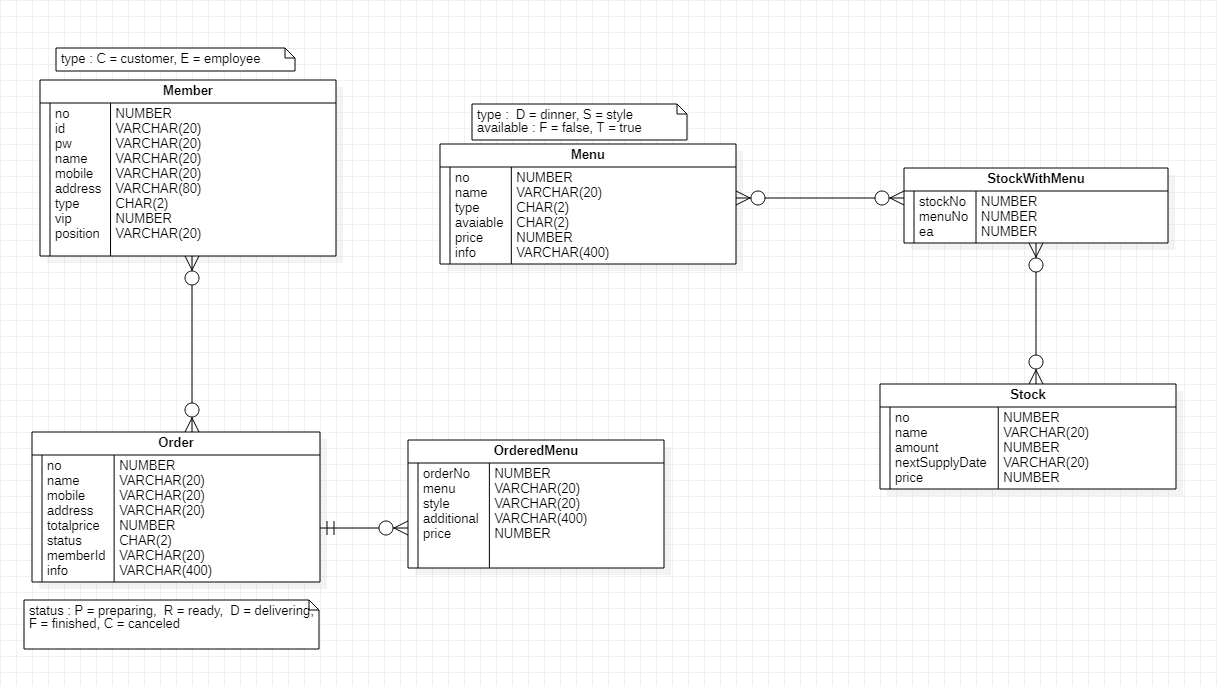 type : C = customer, E = employee
Member
no NUMBER
id VARCHAR(20)
pw VARCHAR(20)
name VARCHAR(20)
mobile VARCHAR(20)
address VARCHAR(80)
type CHAR(2)
vip NUMBER
position VARCHAR(20)
type :  D = dinner, S = style
available : F = false, T = true
Menu
no NUMBER
name VARCHAR(20)
type CHAR(2)
avaiable CHAR(2)
price NUMBER
info VARCHAR(400)
StockWithMenu
stockNo NUMBER
menuNo NUMBER
ea NUMBER
Stock
no NUMBER
name VARCHAR(20)
amount NUMBER
nextSupplyDate VARCHAR(20)
price NUMBER
Order
no NUMBER
name VARCHAR(20)
mobile VARCHAR(20)
address VARCHAR(20)
totalprice NUMBER
status CHAR(2)
memberId VARCHAR(20)
info VARCHAR(400)
OrderedMenu
orderNo NUMBER
menu VARCHAR(20)
style VARCHAR(20)
additional VARCHAR(400)
price NUMBER
status : P = preparing,  R = ready,  D = delivering,
F = finished, C = canceled